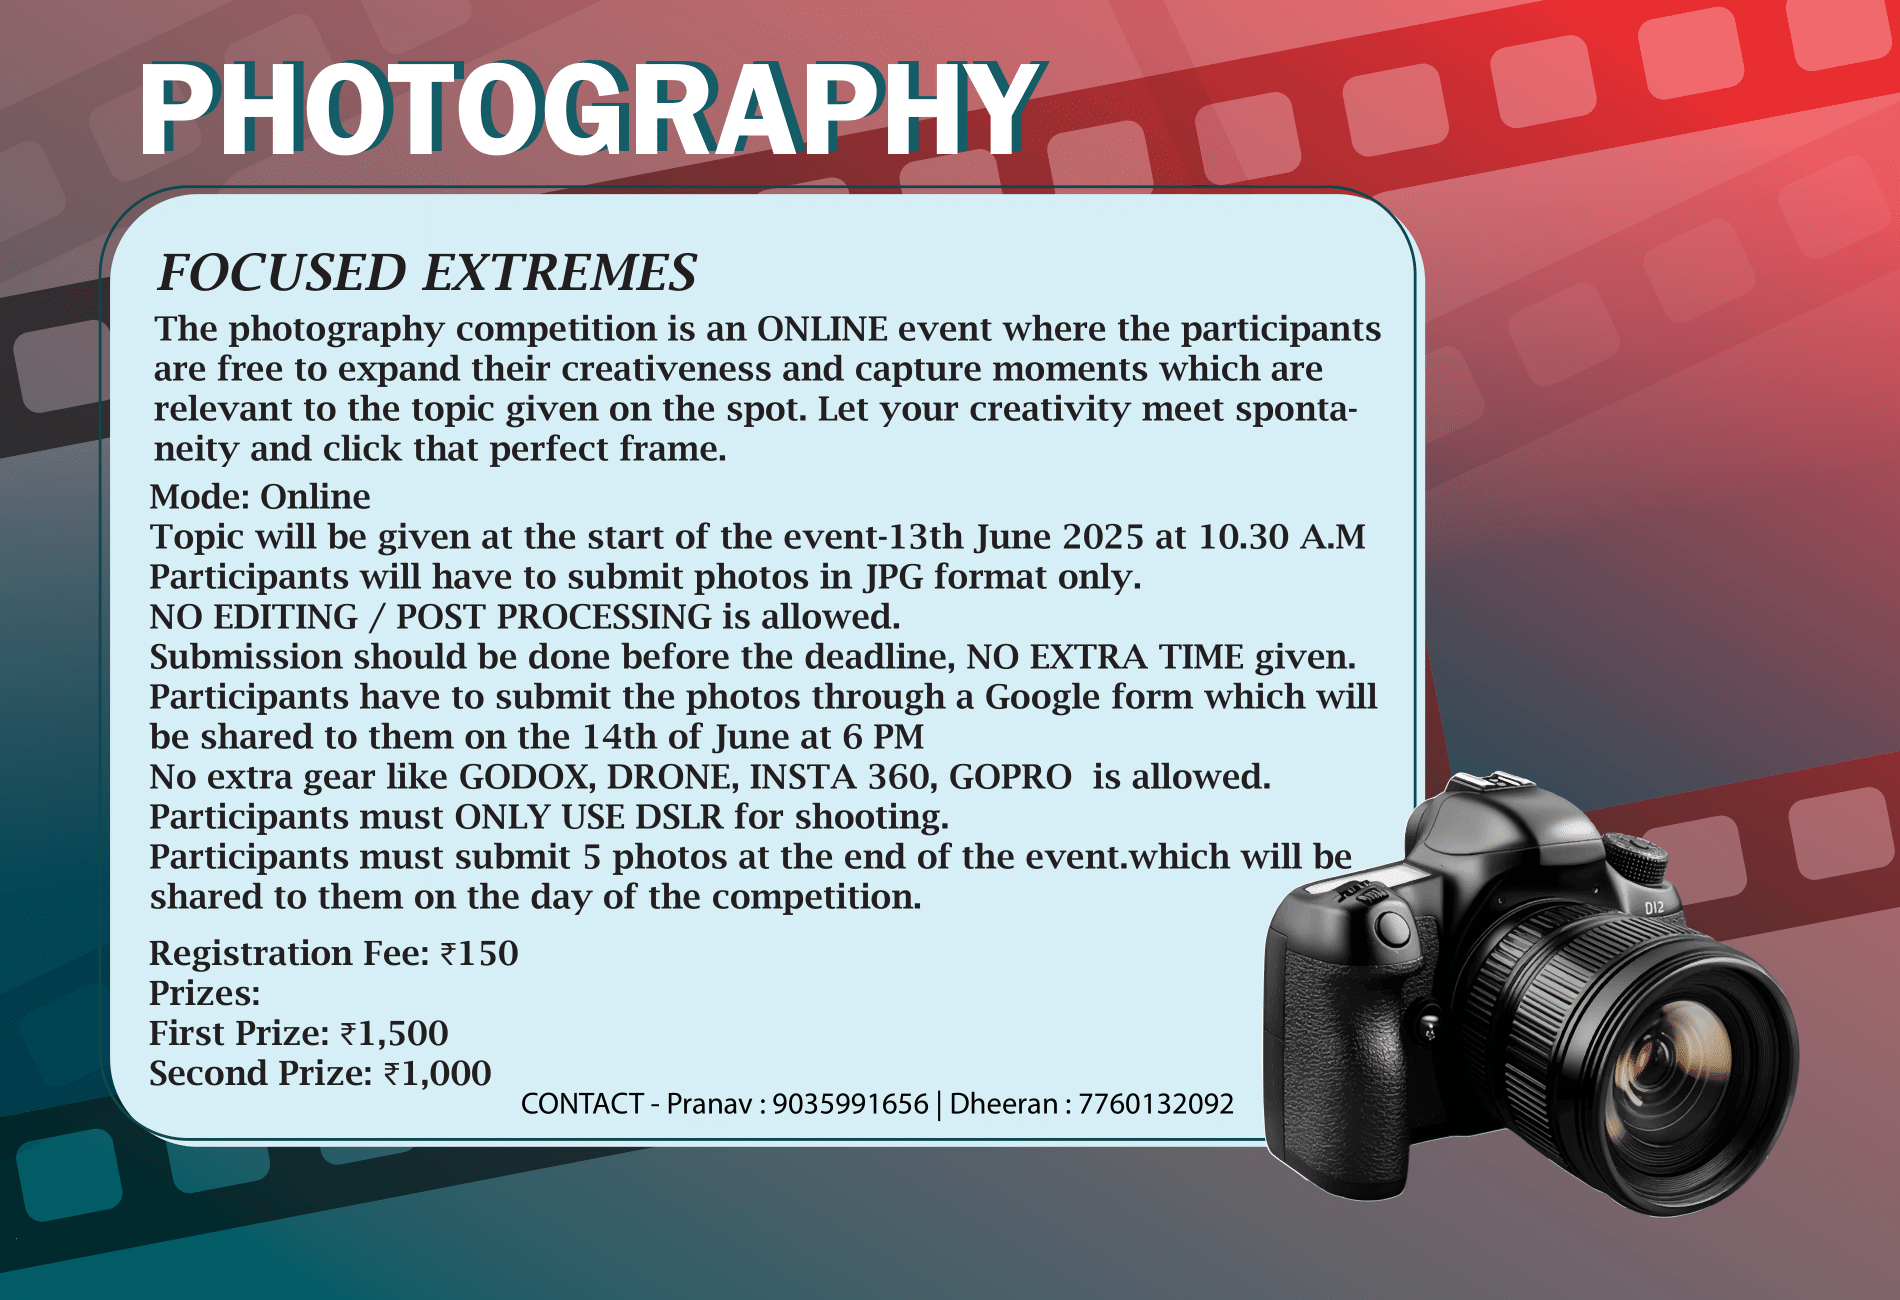 PHOTOGRAPHY
FOCUSED EXTREMES
The photography competition is an ONLINE event where the participants
are free to expand their creativeness and capture moments which are
relevant to the topic given on the spot. Let your creativity meet sponta-
neity and click that perfect frame.
Mode: Online
Topic will be given at the start of the event-13th June 2025 at 10.30 A.M
Participants will have to submit photos in JPG format only.
NO EDITING / POST PROCESSING is allowed.
Submission should be done before the deadline, NO EXTRA TIME given.
Participants have to submit the photos through a Google form which will
be shared to them on the 14th of June at 6 PM
No extra gear like GODOX, DRONE, INSTA 360, GOPRO  is allowed.
Participants must ONLY USE DSLR for shooting.
Participants must submit 5 photos at the end of the event.which will be
shared to them on the day of the competition.
Registration Fee: ₹150
Prizes:
First Prize: ₹1,500
Second Prize: ₹1,000
CONTACT - Pranav : 9035991656 | Dheeran : 7760132092
D12